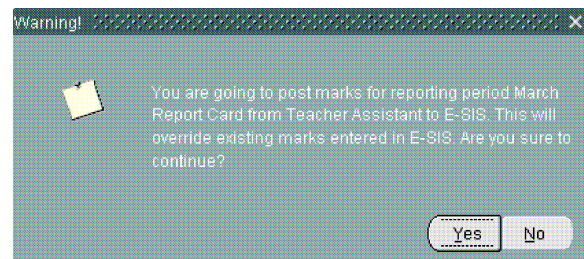 Warning!
You are going to post marks for reporting period March
Report Card from Teacher Assistant to E-SIS. This will
override existing marks entered in E-SIS. Are you sure to
continue?
Yes No